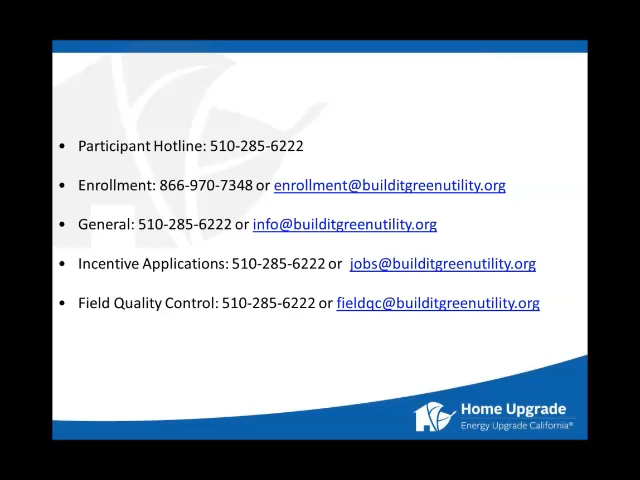 • Participant Hotline: 510-285-6222
• Enrollment: 866-970-7348 or enrollment@builditgreenutility.org
• General: 510-285-6222 or info@builditgreenutility.org
• Incentive Applications: 510-285-6222 or jobs@builditgreenutility.org
• Field Quality Control: 510-285-6222 or fieldqc@builditgreenutility.org
Home Upgrade
Energy Upgrade California®